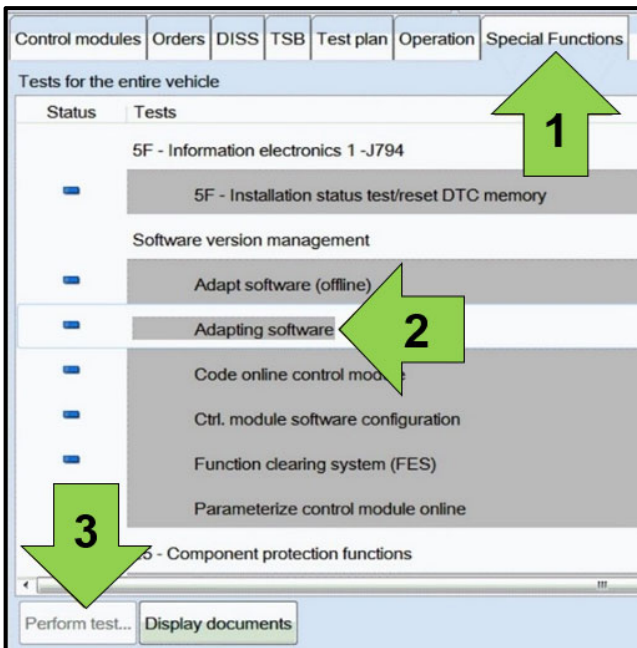 Control modules Orders DISS TSB Test plan Operation Special Functions
Tests for the entire vehicle
Status Tests
1
5F - Information electronics 1 -J794
5F - Installation status test/reset DTC memory
Software version management
Adapt software (offline)
Adapting software
2
Code online control module
Ctrl. module software configuration
Function clearing system (FES)
Parameterize control module online
3
5 - Component protection functions
Perform test... Display documents